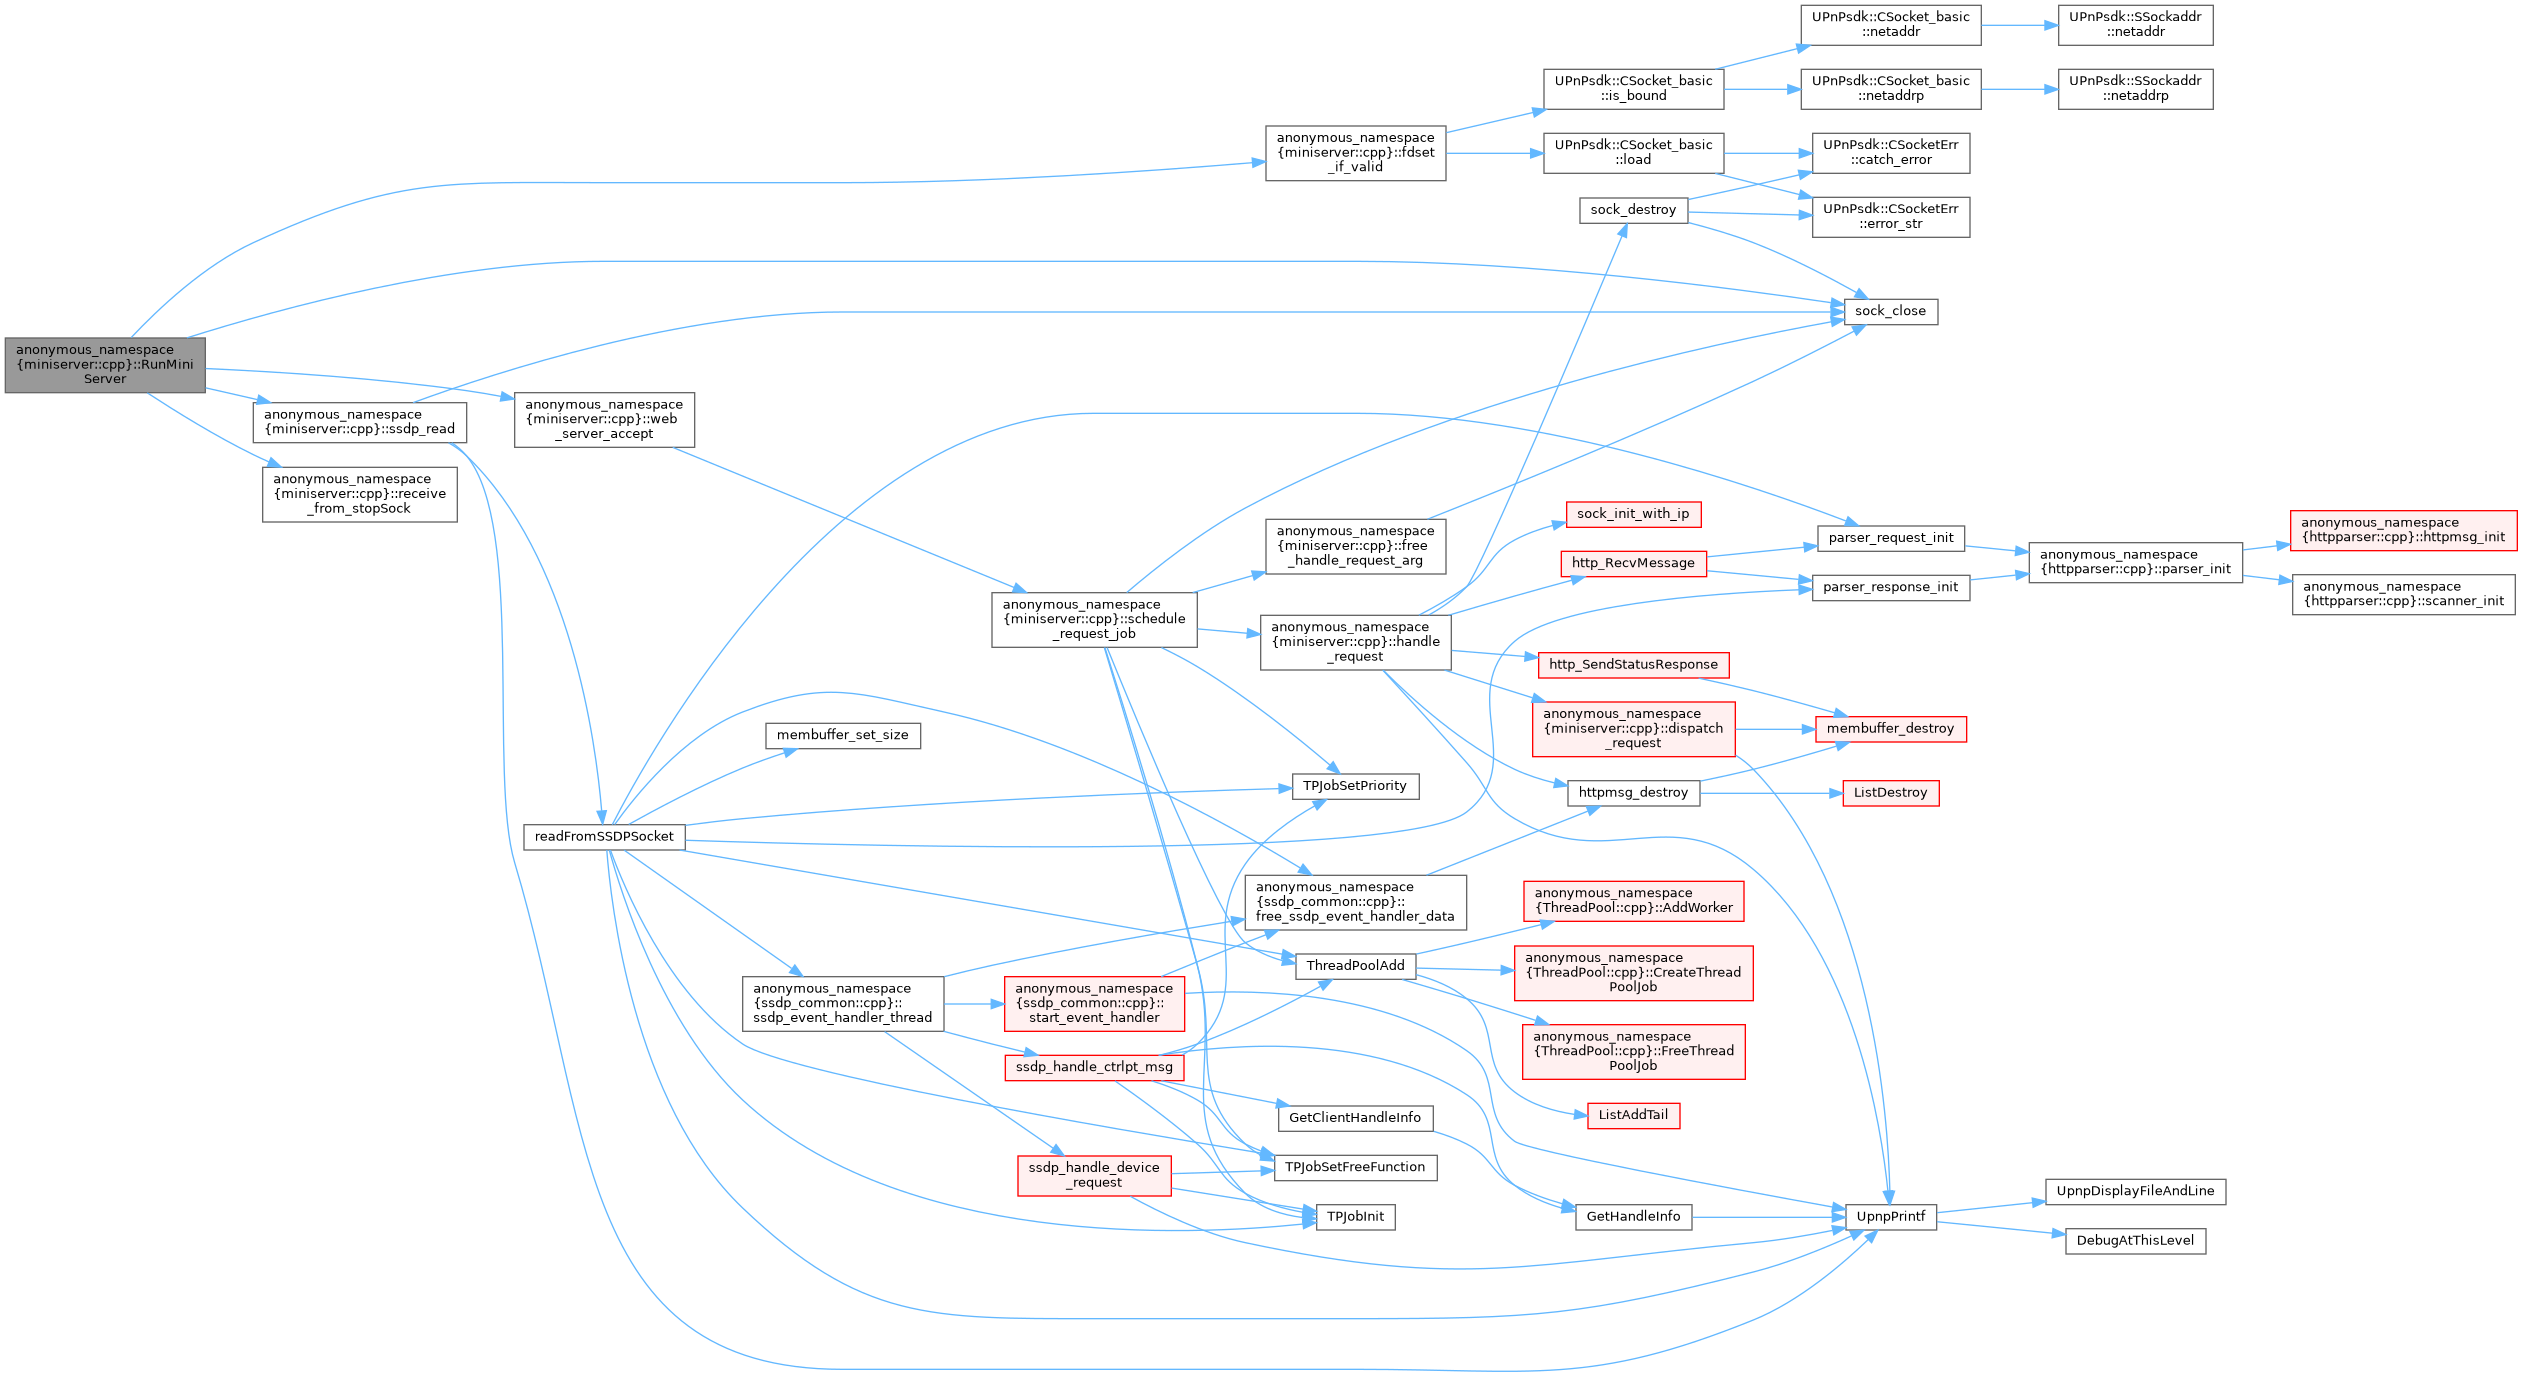 anonymous_namespace
{miniserver::cpp}::RunMini
Server
anonymous_namespace
{miniserver::cpp}::ssdp_read
anonymous_namespace
{miniserver::cpp}::receive
_from_stopSock
anonymous_namespace
{miniserver::cpp}::web
_server_accept
readFromSSDPSocket
membuffer_set_size
anonymous_namespace
{ssdp_common::cpp}::
ssdp_event_handler_thread
anonymous_namespace
{miniserver::cpp}::schedule
_request_job
anonymous_namespace
{ssdp_common::cpp}::
start_event_handler
ssdp_handle_ctrlpt_msg
ssdp_handle_device
_request
anonymous_namespace
{miniserver::cpp}::fdset
_if_valid
anonymous_namespace
{miniserver::cpp}::free
_handle_request_arg
anonymous_namespace
{miniserver::cpp}::handle
_request
TPJobSetPriority
anonymous_namespace
{ssdp_common::cpp}::
free_ssdp_event_handler_data
ThreadPoolAdd
GetClientHandleInfo
TPJobSetFreeFunction
TPJobInit
UPnPsdk::CSocket_basic
::is_bound
UPnPsdk::CSocket_basic
::load
sock_destroy
sock_init_with_ip
http_RecvMessage
http_SendStatusResponse
anonymous_namespace
{miniserver::cpp}::dispatch
_request
httpmsg_destroy
anonymous_namespace
{ThreadPool::cpp}::AddWorker
anonymous_namespace
{ThreadPool::cpp}::CreateThread
PoolJob
anonymous_namespace
{ThreadPool::cpp}::FreeThread
PoolJob
ListAddTail
GetHandleInfo
UPnPsdk::CSocket_basic
::netaddr
UPnPsdk::CSocket_basic
::netaddrp
UPnPsdk::CSocketErr
::catch_error
UPnPsdk::CSocketErr
::error_str
sock_close
parser_request_init
parser_response_init
membuffer_destroy
ListDestroy
UpnpPrintf
UPnPsdk::SSockaddr
::netaddr
UPnPsdk::SSockaddr
::netaddrp
anonymous_namespace
{httpparser::cpp}::parser_init
UpnpDisplayFileAndLine
DebugAtThisLevel
anonymous_namespace
{httpparser::cpp}::httpmsg_init
anonymous_namespace
{httpparser::cpp}::scanner_init